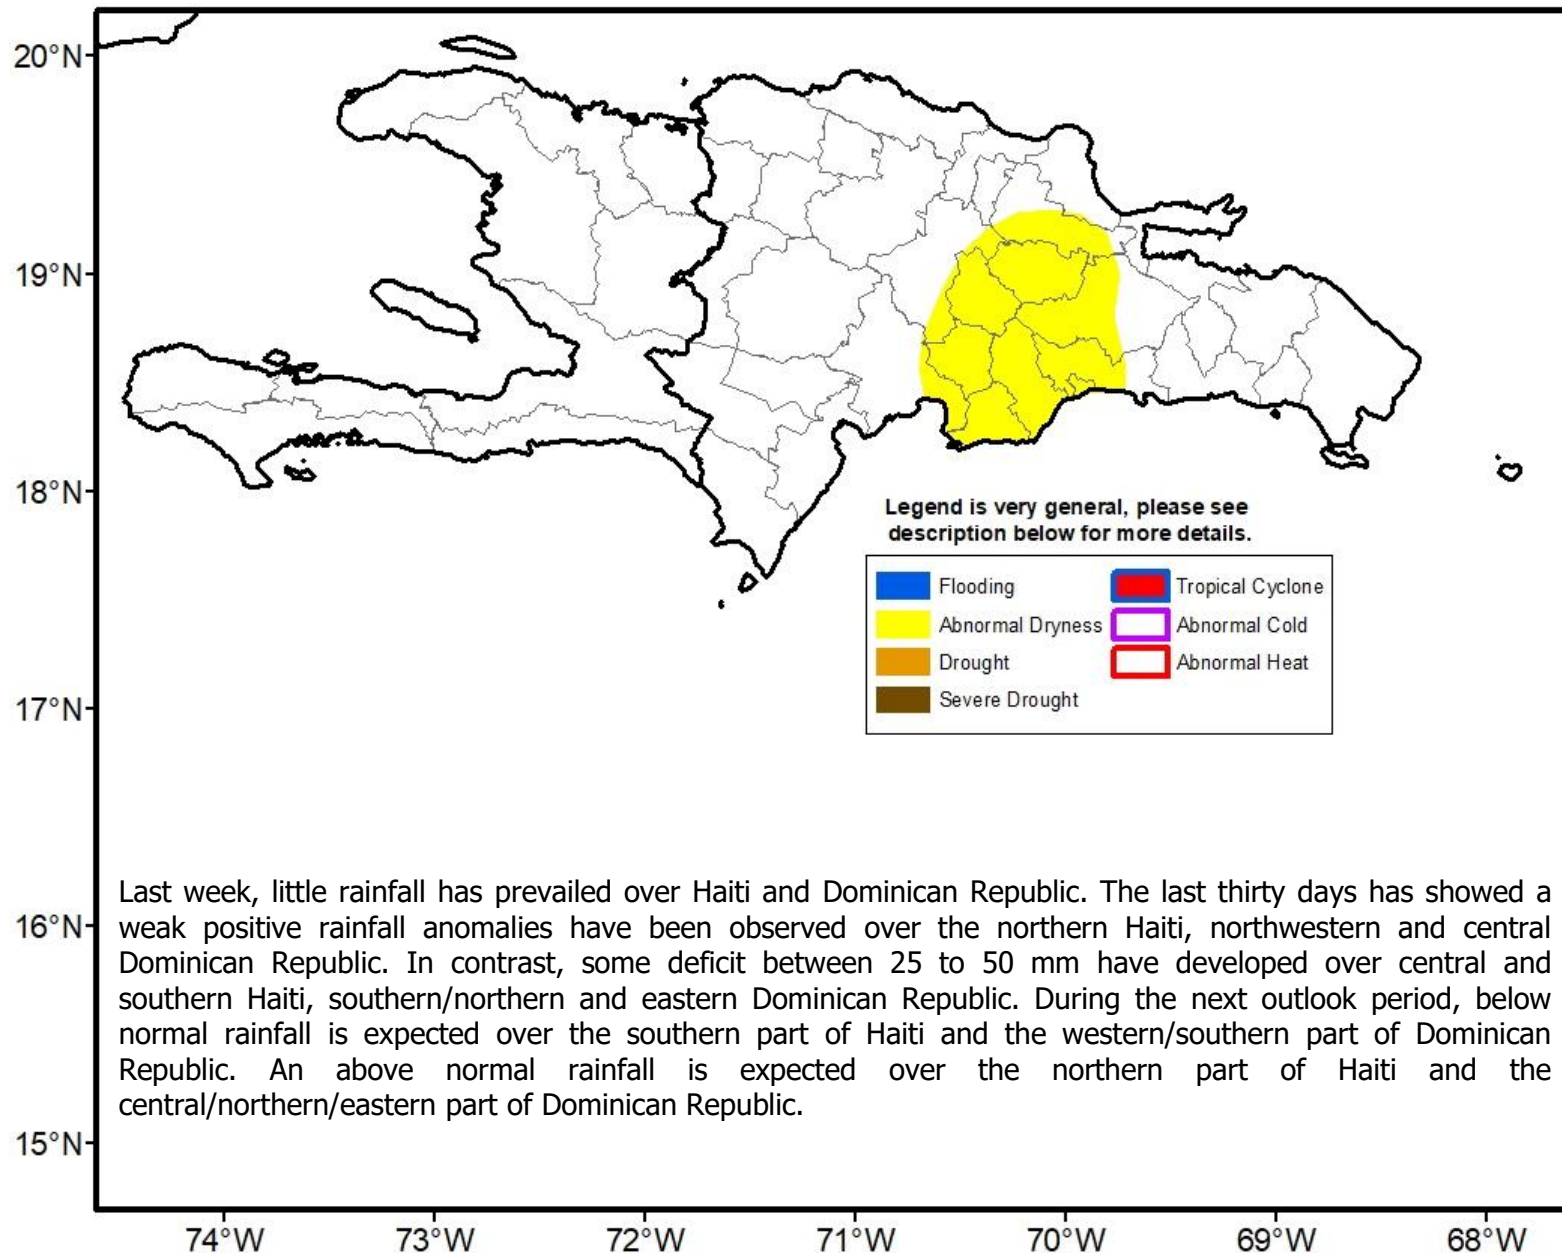 20°N
19°N
18°N
17°N
16°N
15°N
Legend is very general, please see
description below for more details.
Flooding
Tropical Cyclone
Abnormal Dryness
Abnormal Cold
Drought
Abnormal Heat
Severe Drought
Last week, little rainfall has prevailed over Haiti and Dominican Republic. The last thirty days has showed a
weak positive rainfall anomalies have been observed over the northern Haiti, northwestern and central
Dominican Republic. In contrast, some deficit between 25 to 50 mm have developed over central and
southern Haiti, southern/northern and eastern Dominican Republic. During the next outlook period, below
normal rainfall is expected over the southern part of Haiti and the western/southern part of Dominican
Republic. An above normal rainfall is expected over the northern part of Haiti and the
central/northern/eastern part of Dominican Republic.
74°W 73°W 72°W 71°W 70°W 69°W 68°W